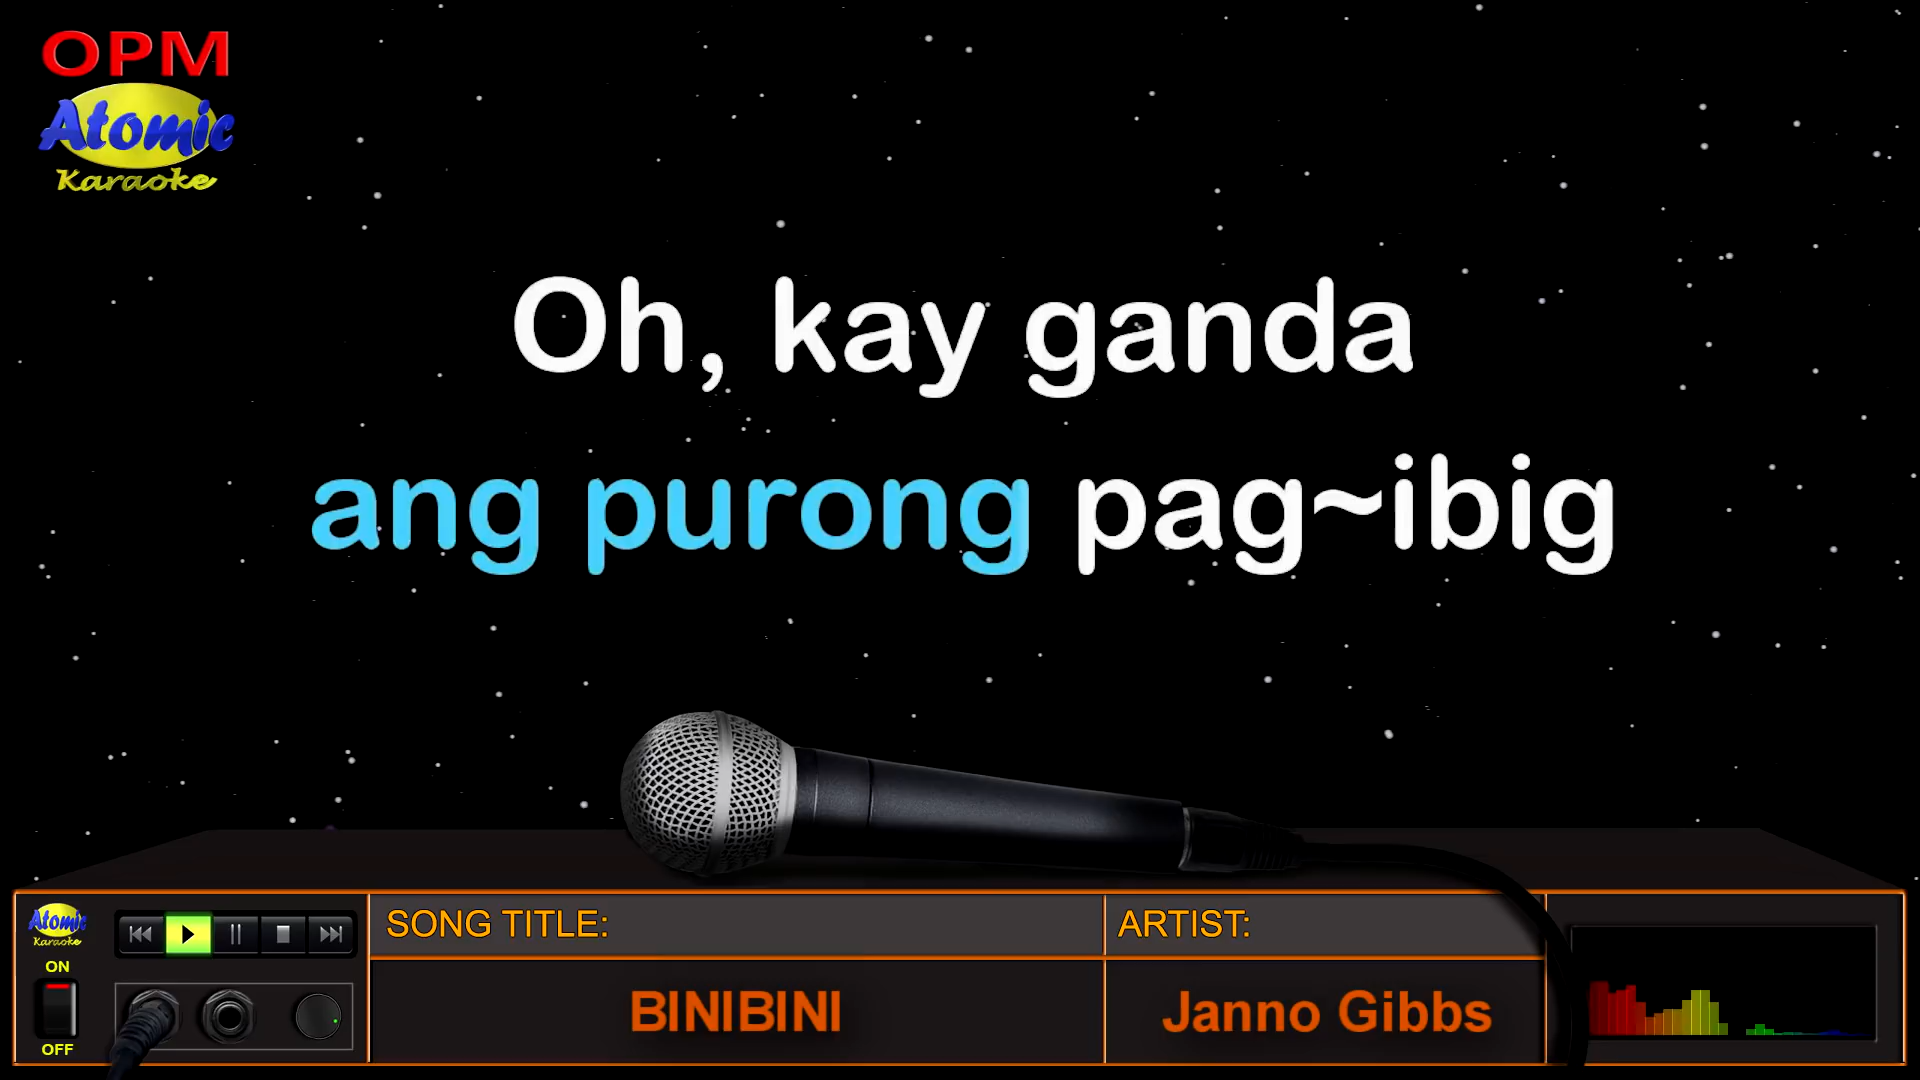 OPM
Atomic
Karaoke
Oh, kay ganda
ang purong pag~ibig
Atomic
Karaoke
ON
OFF
SONG TITLE:
BINIBINI
ARTIST:
Janno Gibbs